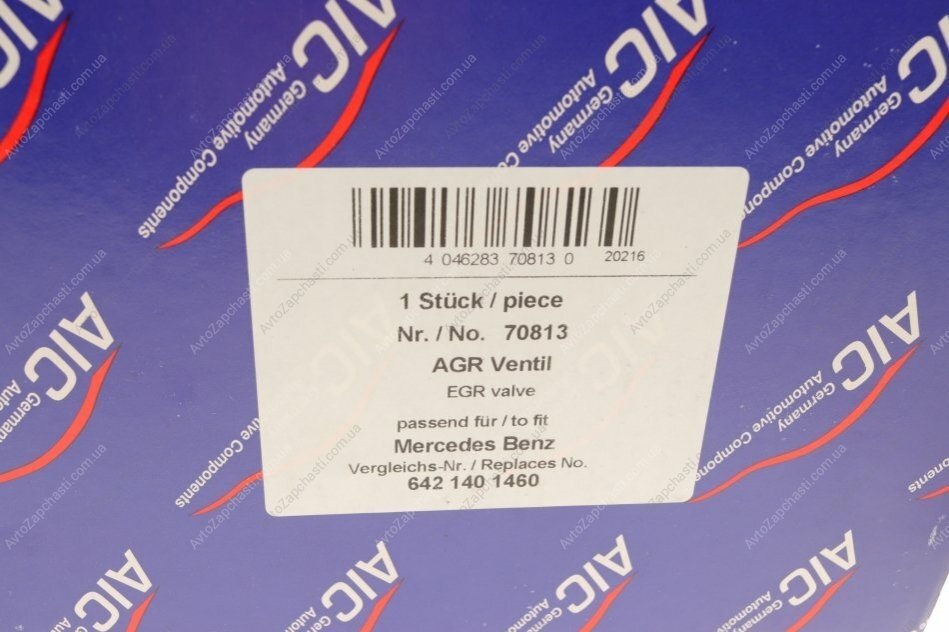 AIC Germany
Automotive Components
4 046283 70813 0 20216
1 Stück / piece
Nr. / No. 70813
AGR Ventil
EGR valve
passend für / to fit
Mercedes Benz
Vergleichs-Nr. / Replaces No.
642 140 1460
AvtoZapchasti.com.ua